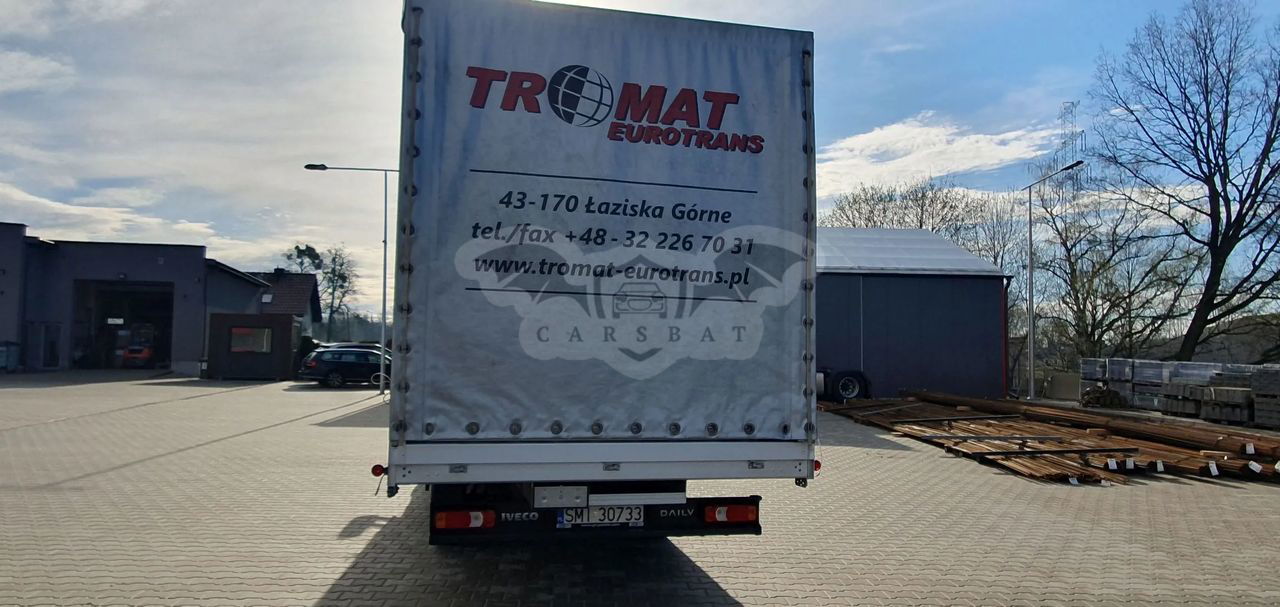 TROMAT
EUROTRANS
43-170 Łaziska Górne
tel./fax +48 - 32 226 70 31
www.tromat-eurotrans.pl
CARSBAT
IVECO
SMI 30733
DAILY